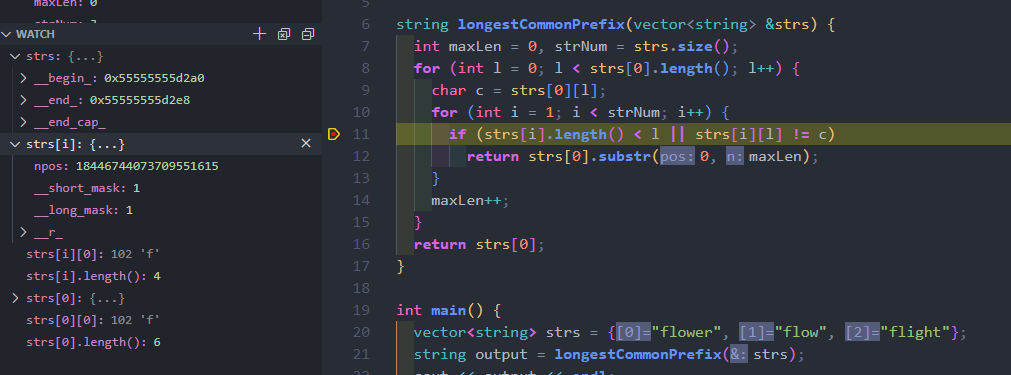 maxLen: 0
strNum: 3
WATCH
strs: {...}
__begin_: 0x55555555d2a0
__end_: 0x55555555d2e8
__end_cap_
strs[i]: {...}
npos: 18446744073709551615
__short_mask: 1
__long_mask: 1
__r_
strs[i][0]: 102 'f'
strs[i].length(): 4
strs[0]: {...}
strs[0][0]: 102 'f'
strs[0].length(): 6
5
6 string longestCommonPrefix(vector<string> &strs) {
7 int maxLen = 0, strNum = strs.size();
8 for (int l = 0; l < strs[0].length(); l++) {
9 char c = strs[0][l];
10 for (int i = 1; i < strNum; i++) {
11 if (strs[i].length() < l || strs[i][l] != c)
12 return strs[0].substr(pos: 0, n: maxLen);
13 }
14 maxLen++;
15 }
16 return strs[0];
17 }
18
19 int main() {
20 vector<string> strs = {[0]="flower", [1]="flow", [2]="flight"};
21 string output = longestCommonPrefix(&: strs);
22 cout << output << endl;